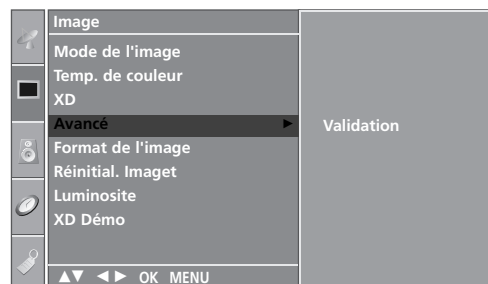 Image
Mode de l'image
Temp. de couleur
XD
Avancé ►
Validation
Format de l'image
Réinitial. Imaget
Luminosite
XD Démo
▲▼ ◄► OK MENU